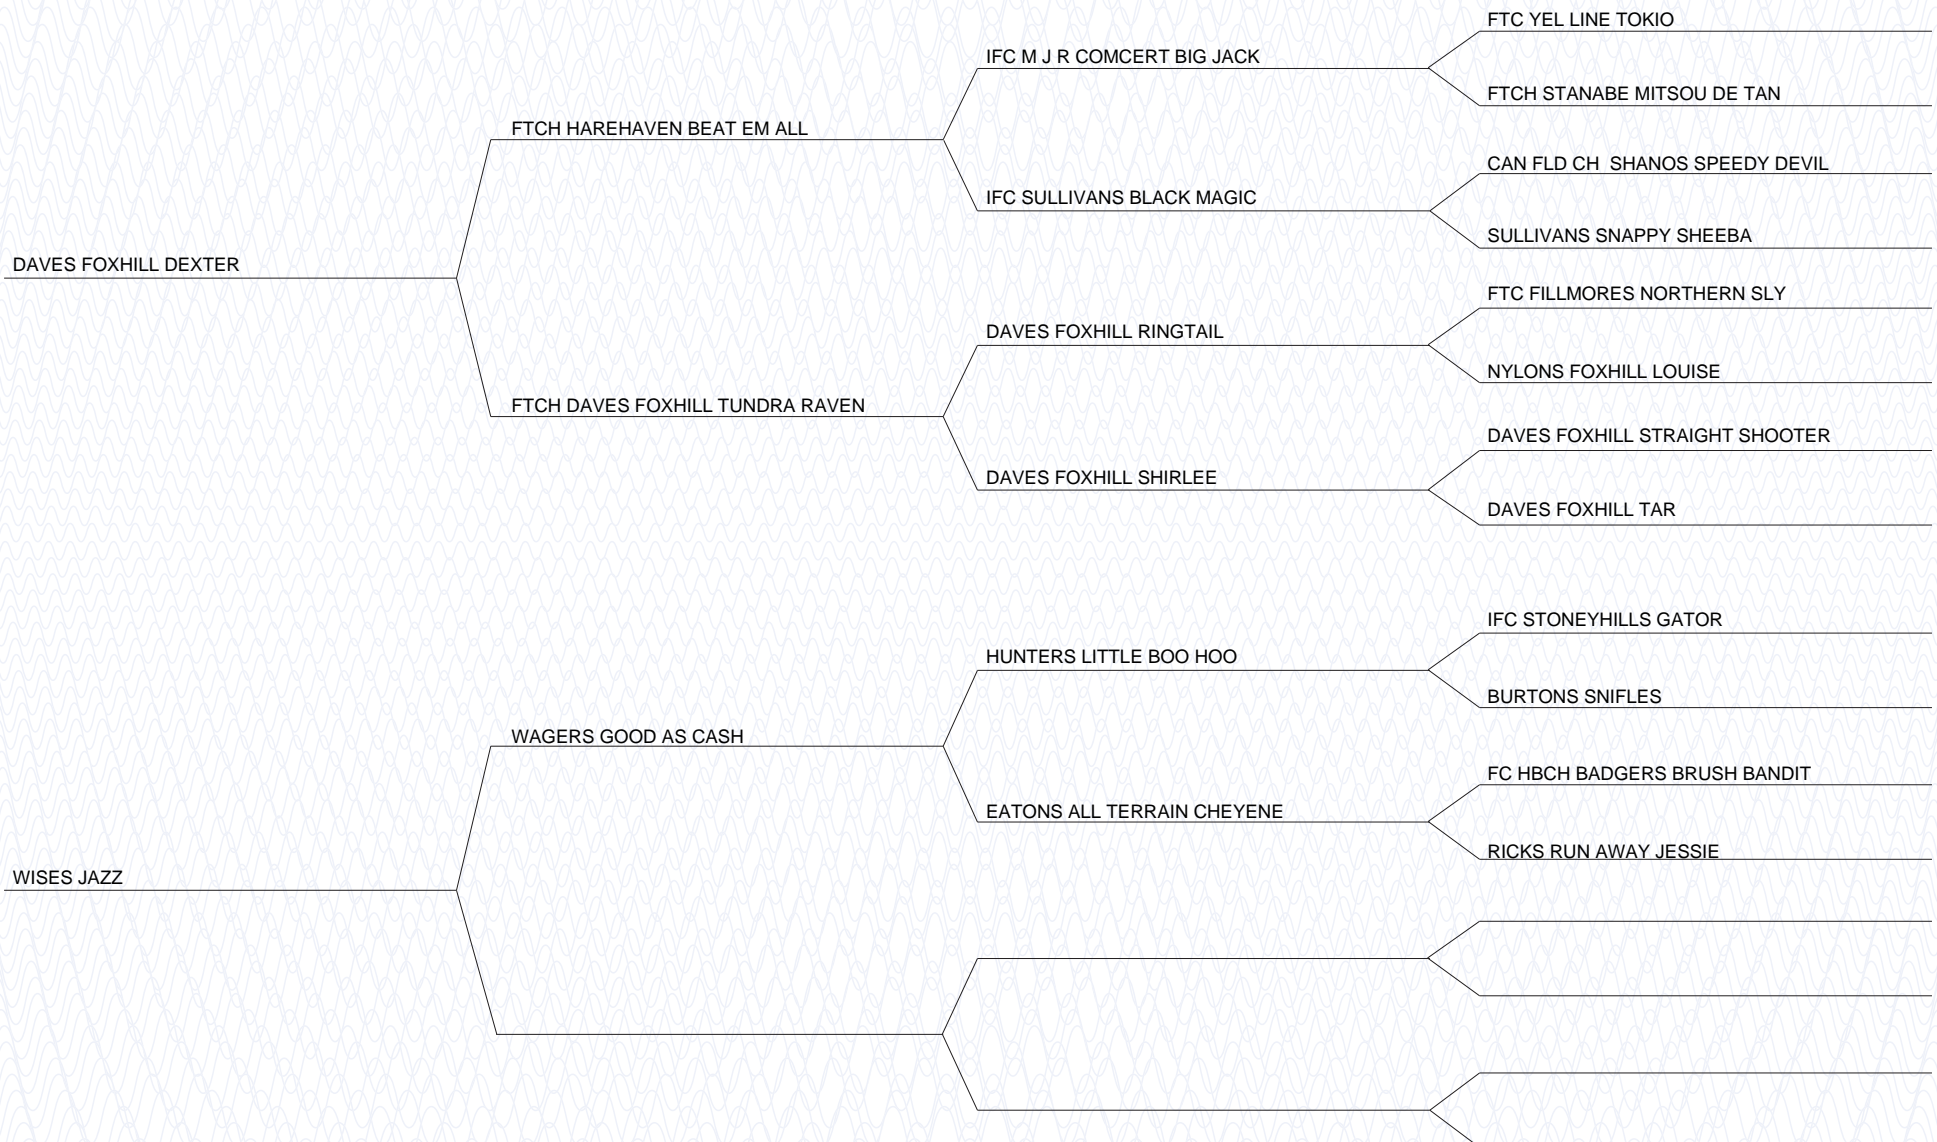 FTC YEL LINE TOKIO
IFC M J R COMCERT BIG JACK
FTCH STANABE MITSOU DE TAN
FTCH HAREHAVEN BEAT EM ALL
CAN FLD CH  SHANOS SPEEDY DEVIL
IFC SULLIVANS BLACK MAGIC
SULLIVANS SNAPPY SHEEBA
DAVES FOXHILL DEXTER
FTC FILLMORES NORTHERN SLY
DAVES FOXHILL RINGTAIL
NYLONS FOXHILL LOUISE
FTCH DAVES FOXHILL TUNDRA RAVEN
DAVES FOXHILL STRAIGHT SHOOTER
DAVES FOXHILL SHIRLEE
DAVES FOXHILL TAR
IFC STONEYHILLS GATOR
HUNTERS LITTLE BOO HOO
BURTONS SNIFLES
WAGERS GOOD AS CASH
FC HBCH BADGERS BRUSH BANDIT
EATONS ALL TERRAIN CHEYENE
RICKS RUN AWAY JESSIE
WISES JAZZ